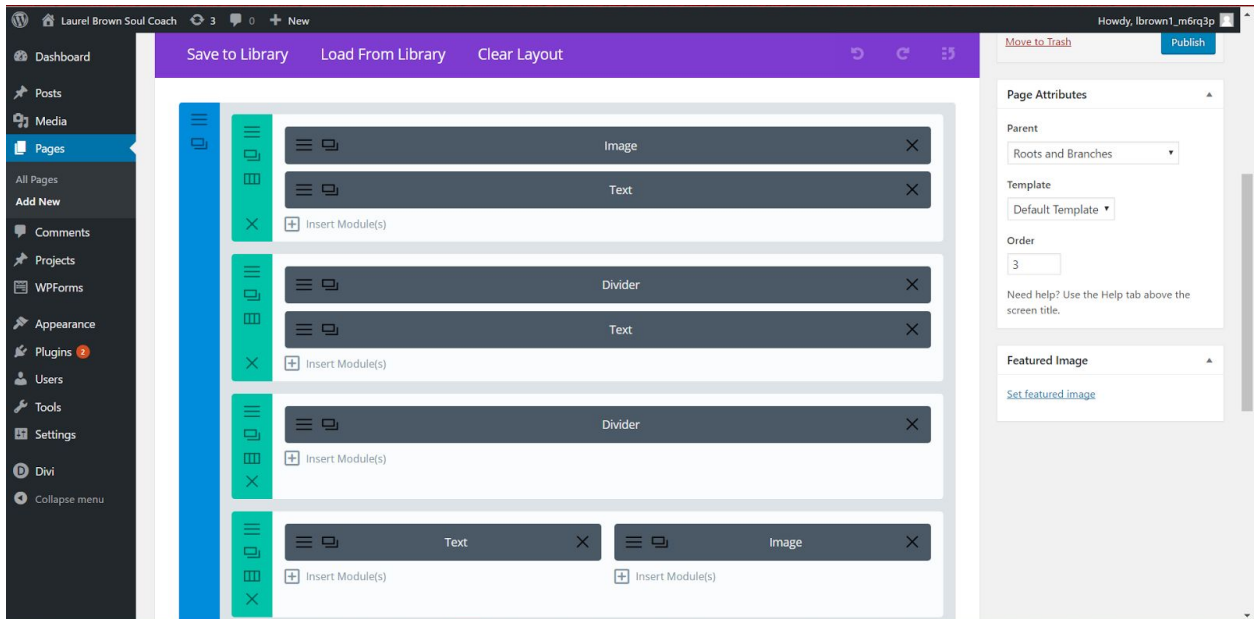 Laurel Brown Soul Coach 3 0 + New Howdy, lbrown1_m6rq3p
Dashboard
Posts
Media
Pages
All Pages
Add New
Comments
Projects
WPForms
Appearance
Plugins 2
Users
Tools
Settings
Divi
Collapse menu
Save to Library Load From Library Clear Layout
Image
Text
Insert Module(s)
Divider
Text
Insert Module(s)
Divider
Insert Module(s)
Text Image
Insert Module(s) Insert Module(s)
Move to Trash Publish
Page Attributes
Parent
Roots and Branches
Template
Default Template
Order
3
Need help? Use the Help tab above the
screen title.
Featured Image
Set featured image